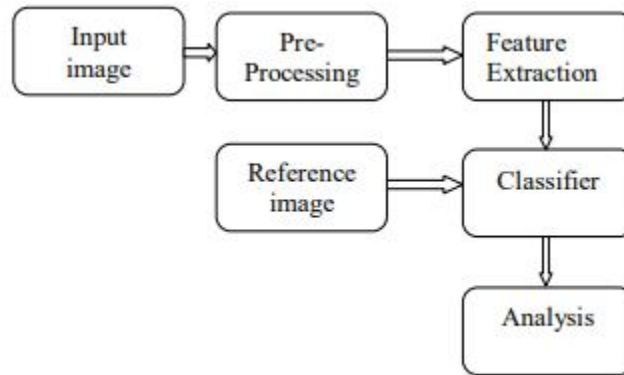 Input
image
Pre-
Processing
Feature
Extraction
Reference
image
Classifier
Analysis